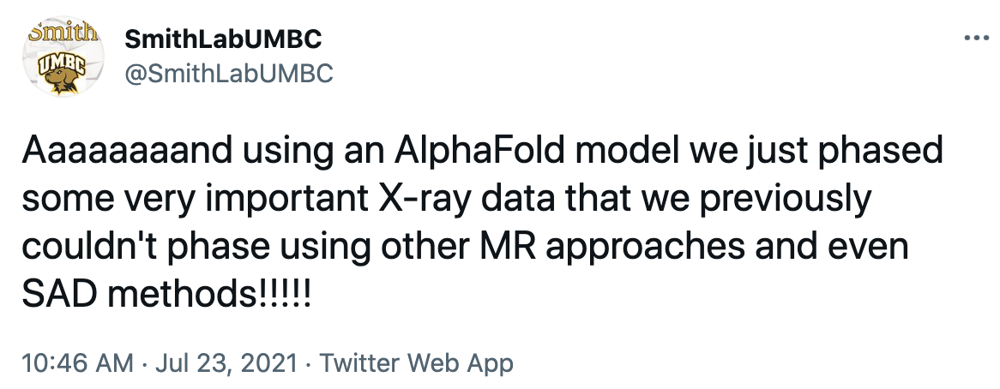 Smith
UMBC
SmithLabUMBC
@SmithLabUMBC
Aaaaaaaand using an AlphaFold model we just phased
some very important X-ray data that we previously
couldn't phase using other MR approaches and even
SAD methods!!!!!
10:46 AM · Jul 23, 2021 · Twitter Web App